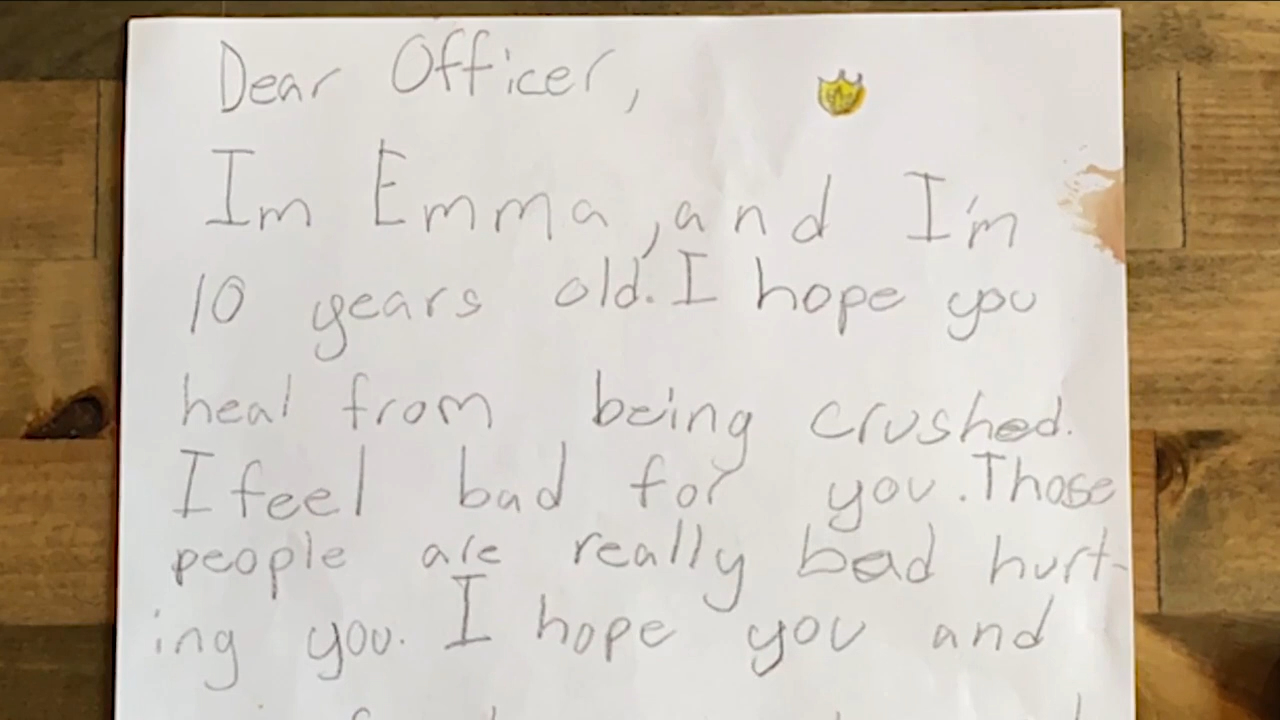 Dear Officer,
Im Emma, and I'm
10 years old. I hope you
heal from being crushed.
I feel bad for you. Those
people are really bad hurt-
ing you. I hope you and